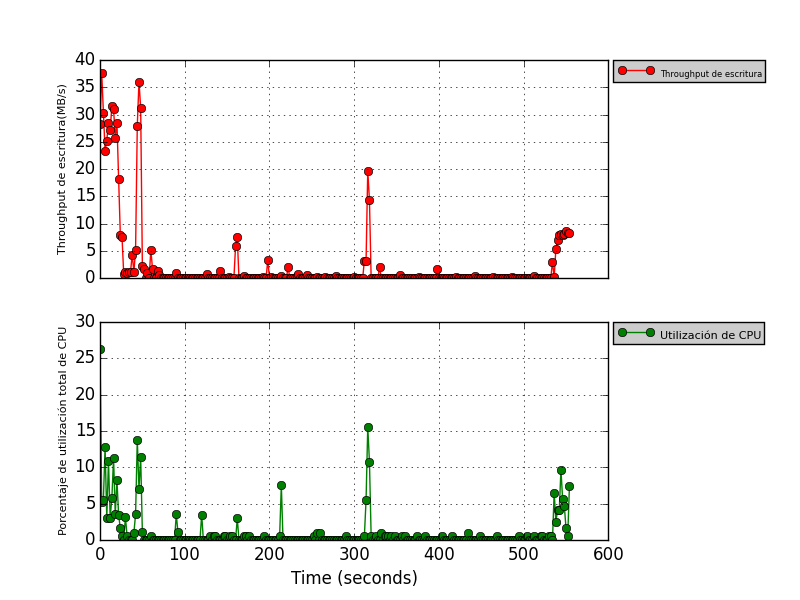 40
35
30
25
20
15
10
5
0
Throughput de escritura(MB/s)
Throughput de escritura
30
25
20
15
10
5
0
Porcentaje de utilización total de CPU
Utilización de CPU
0 100 200 300 400 500 600
Time (seconds)